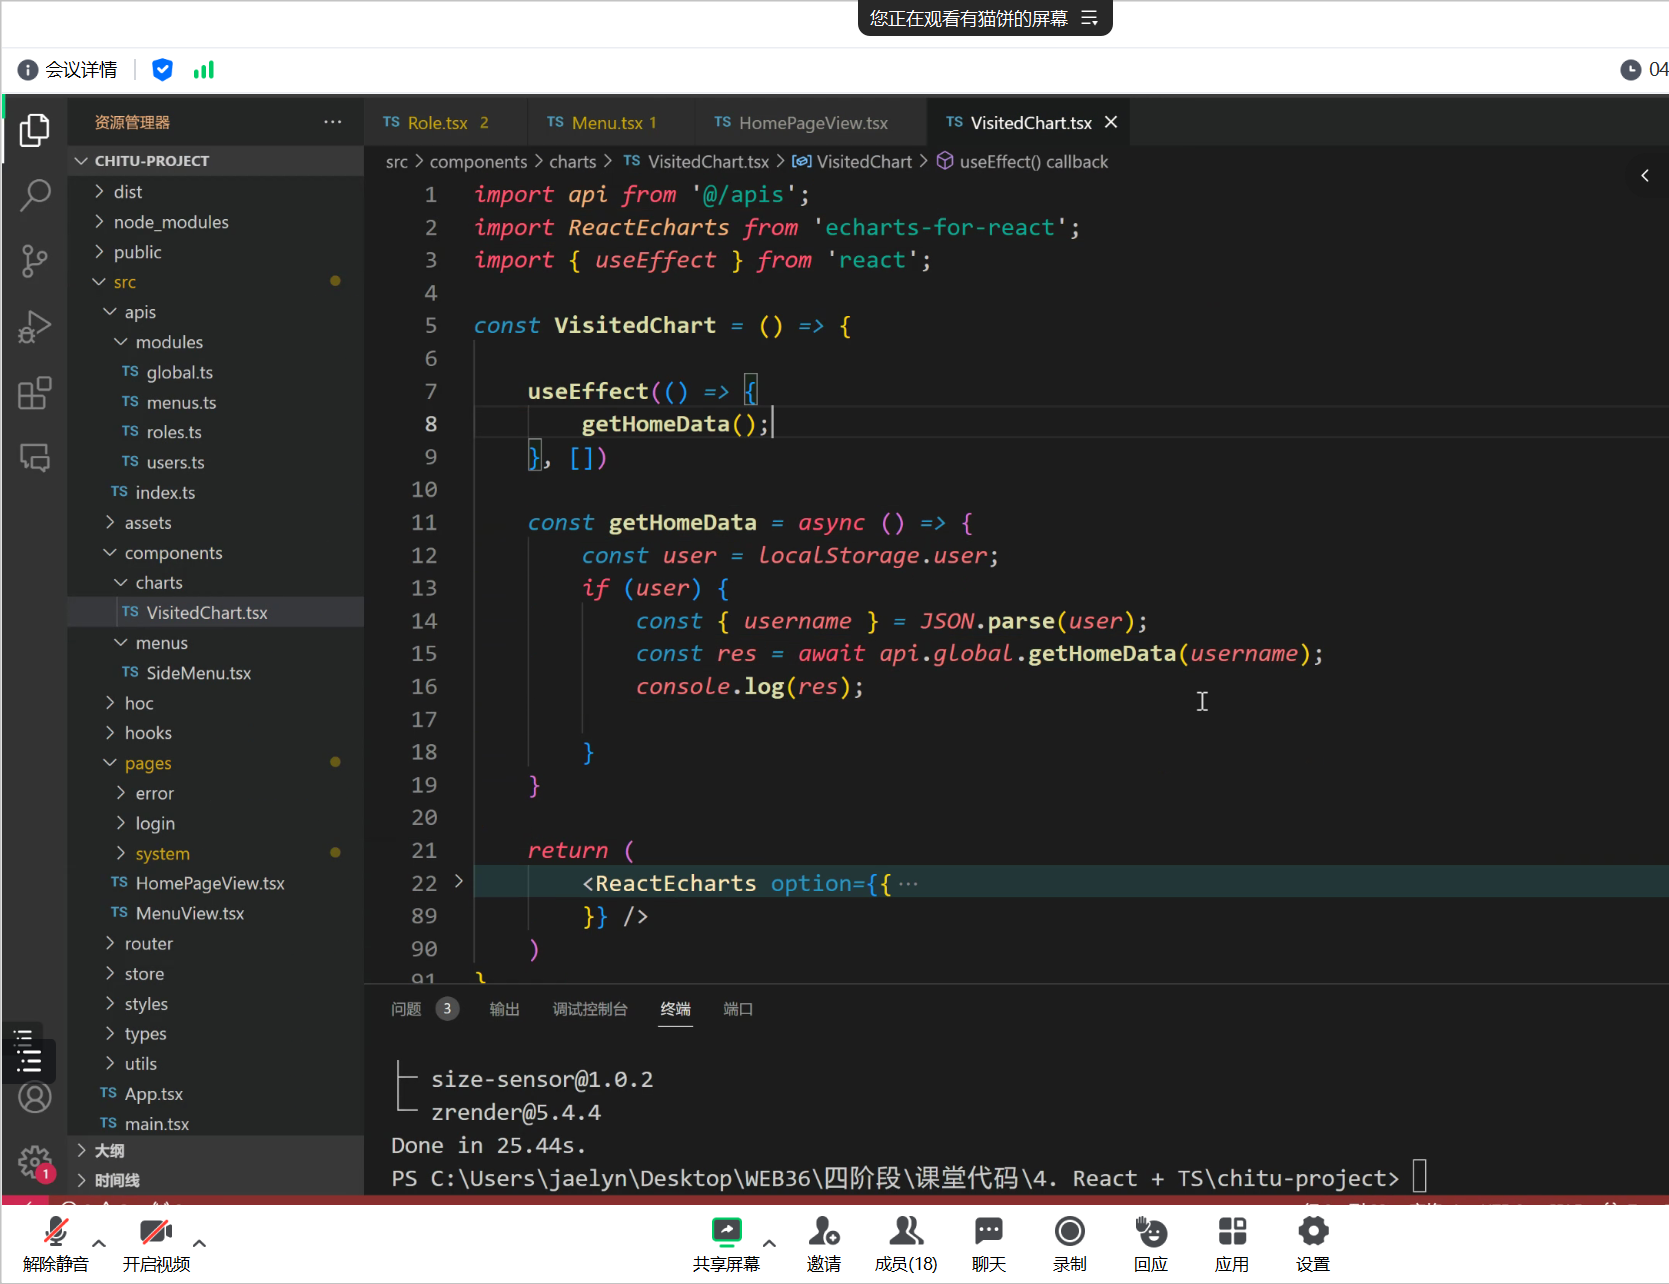 您正在观看有猫饼的屏幕
会议详情
04
资源管理器
CHITU-PROJECT
dist
node_modules
public
src
apis
modules
TS global.ts
TS menus.ts
TS roles.ts
TS users.ts
TS index.ts
assets
components
charts
TS VisitedChart.tsx
menus
TS SideMenu.tsx
hoc
hooks
pages
error
login
system
TS HomePageView.tsx
TS MenuView.tsx
router
store
styles
types
utils
TS App.tsx
TS main.tsx
大纲
时间线
1
TS Role.tsx 2
TS Menu.tsx 1
TS HomePageView.tsx
TS VisitedChart.tsx
src > components > charts > TS VisitedChart.tsx > VisitedChart > useEffect() callback
1 import api from '@/apis';
2 import ReactEcharts from 'echarts-for-react';
3 import { useEffect } from 'react';
4
5 const VisitedChart = () => {
6
7 useEffect(() => {
8 getHomeData();
9 }, [])
10
11 const getHomeData = async () => {
12 const user = localStorage.user;
13 if (user) {
14 const { username } = JSON.parse(user);
15 const res = await api.global.getHomeData(username);
16 console.log(res);
17
18 }
19 }
20
21 return (
22 <ReactEcharts option={{ ···
89 }} />
90 )
91 }
问题 3 输出 调试控制台 终端 端口
size-sensor@1.0.2
zrender@5.4.4
Done in 25.44s.
PS C:\Users\jaelyn\Desktop\WEB36\四阶段\课堂代码\4. React + TS\chitu-project>
解除静音
开启视频
共享屏幕
邀请
成员(18)
聊天
录制
回应
应用
设置